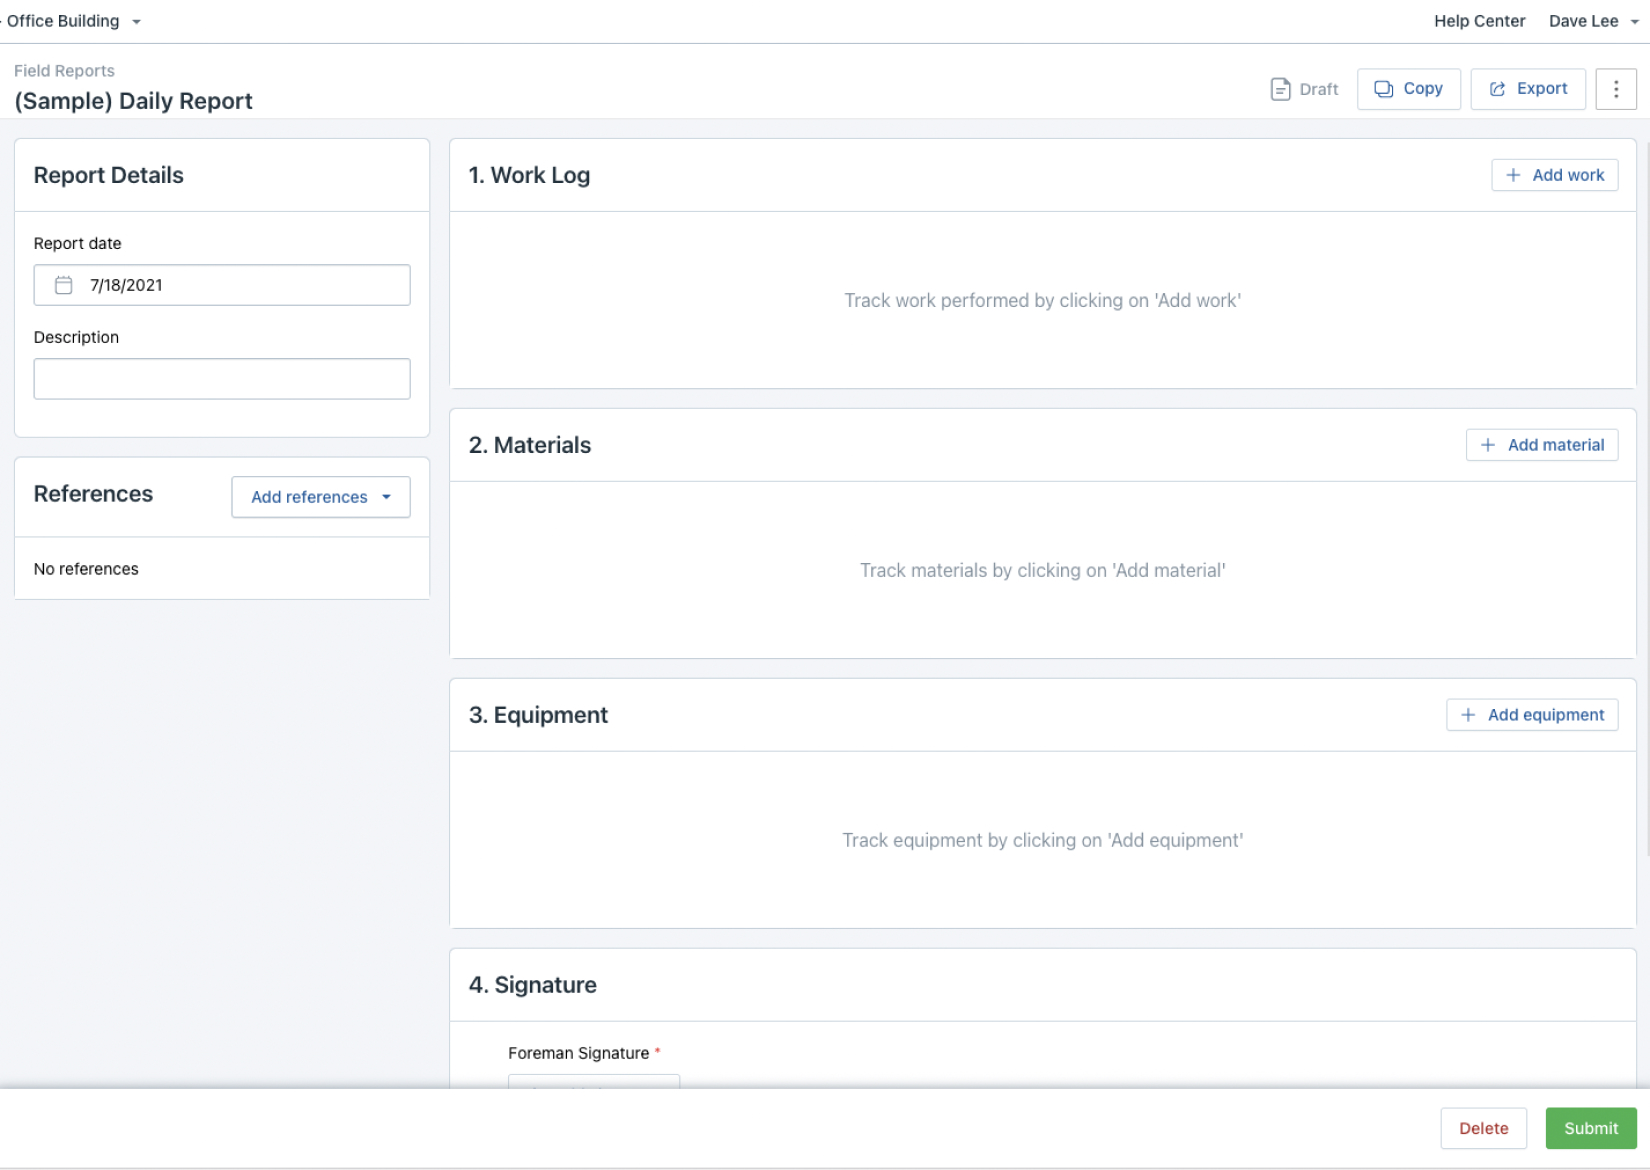 Office Building
Help Center
Dave Lee
Field Reports
(Sample) Daily Report
Draft
Copy
Export
Report Details
Report date
7/18/2021
Description
References
Add references
No references
1. Work Log
Add work
Track work performed by clicking on 'Add work'
2. Materials
Add material
Track materials by clicking on 'Add material'
3. Equipment
Add equipment
Track equipment by clicking on 'Add equipment'
4. Signature
Foreman Signature *
Delete
Submit